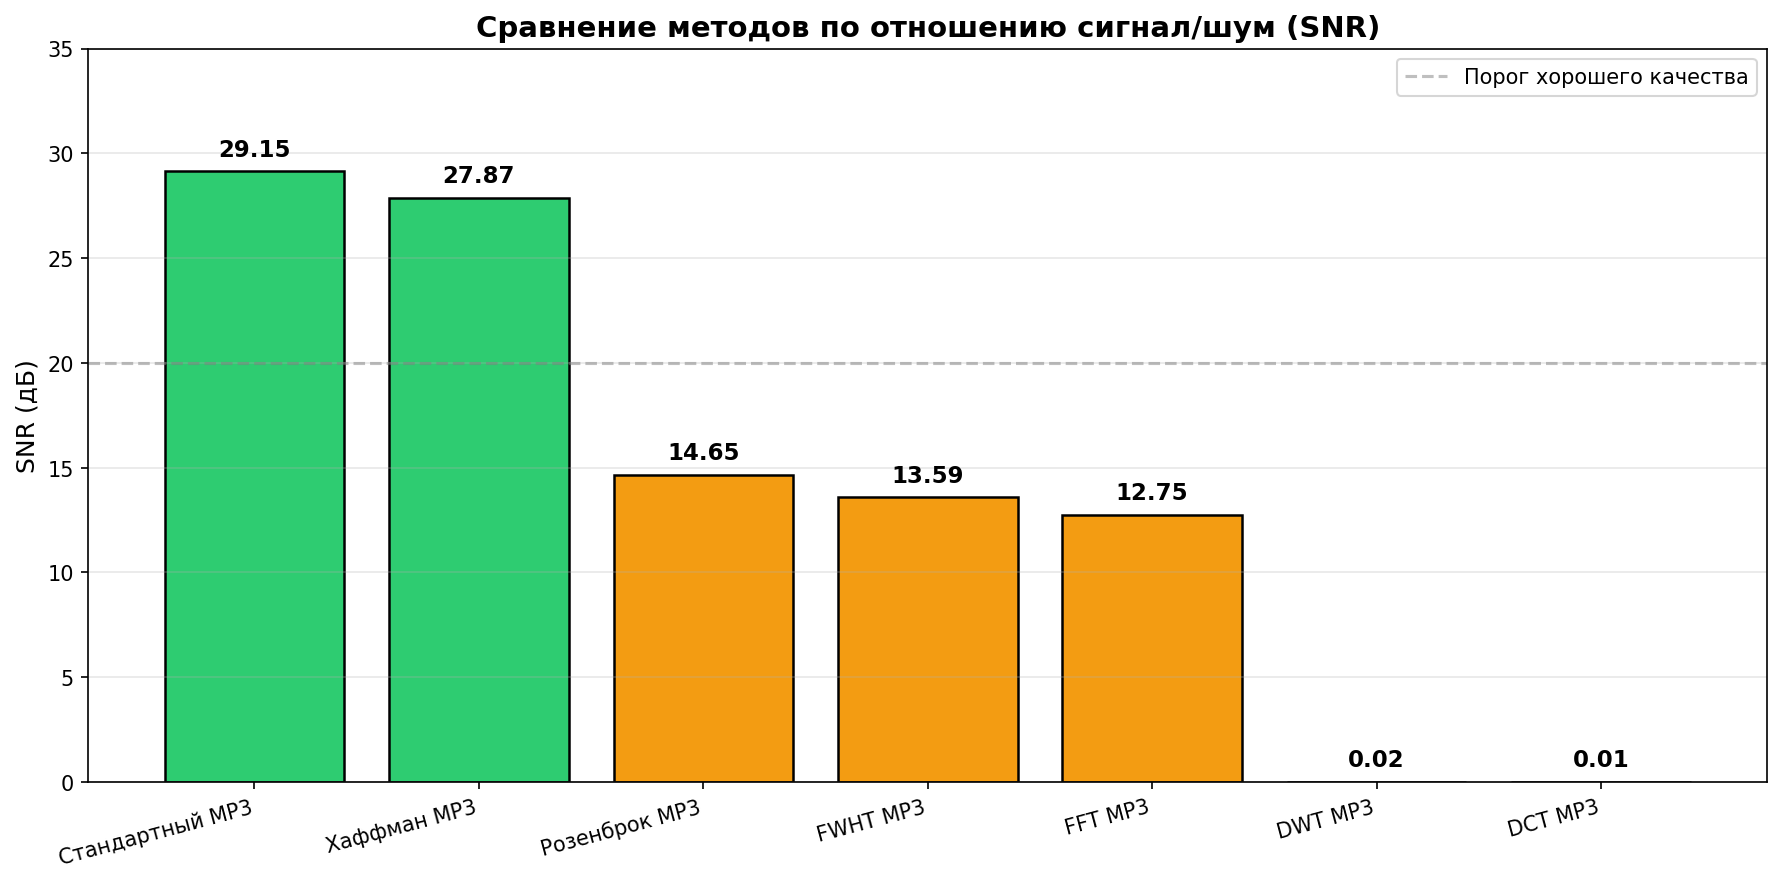 Сравнение методов по отношению сигнал/шум (SNR)
Порог хорошего качества
SNR (дБ)
35
30
25
20
15
10
5
0
29.15
27.87
14.65
13.59
12.75
0.02
0.01
Стандартный MP3
Хаффман MP3
Розенброк MP3
FWHT MP3
FFT MP3
DWT MP3
DCT MP3